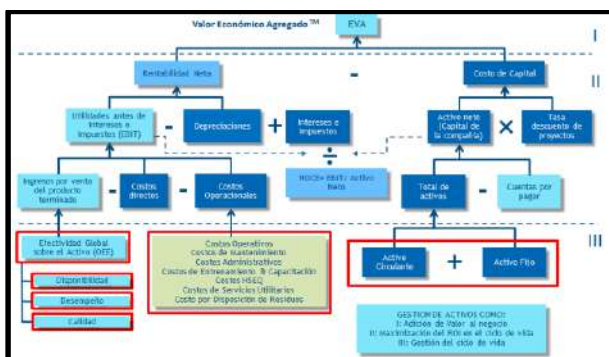 Valor Económico Agregado™
EVA
I
Rentabilidad Neta
-
Costo de Capital
II
Utilidades antes de
Intereses e
Impuestos (EBIT)
-
Depreciaciones
+
Intereses e
Impuestos
Activo neto
(Capital de
la compañía)
×
Tasa
descuento de
proyectos
÷
Ingresos por venta
del producto
terminado
-
Costos
directos
-
Costos
Operacionales
ROCE= EBIT/ Activo
Neto
Total de
activos
-
Cuentas por
pagar
III
Efectividad Global
sobre el Activo (OEE)
Disponibilidad
Desempeño
Calidad
Costos Operativos
Costos de Mantenimiento
Costos Administrativos
Costos de Entrenamiento & Capacitación
Costos HSEQ
Costos de Servicios Utilitarios
Costo por Disposición de Residuos
Activo
Circulante
+
Activo Fijo
GESTION DE ACTIVOS COMO:
I: Adición de Valor al negocio
II: Maximización del ROI en el ciclo de vida
III: Gestión del ciclo de vida